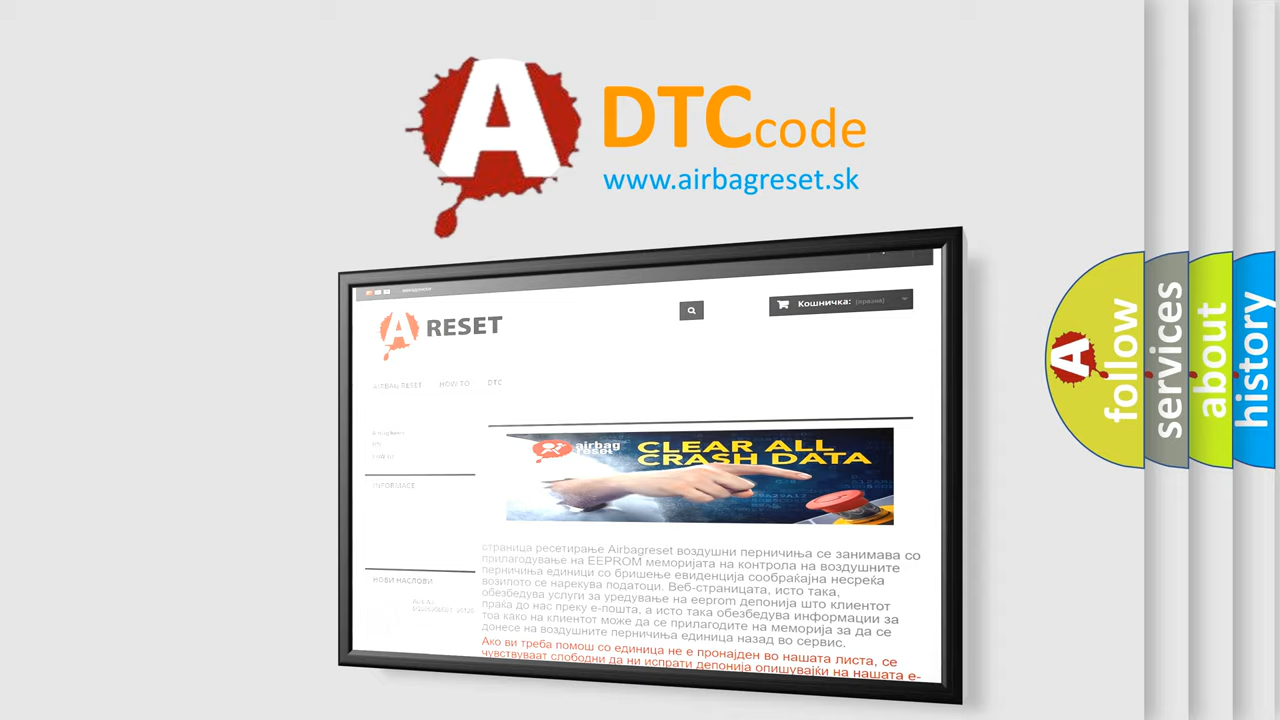 A
DTC code
www.airbagreset.sk
A RESET
Кошничка: (празни)
AIRBAG RESET HOW TO DTC
airbag
reset
CLEAR ALL
CRASH DATA
INFORMACE
НОВИ НАСЛОВИ
страница ресетирање Airbagreset воздушни перничиња се занимава со
прилагодување на EEPROM меморијата на контрола на воздушните
перничиња единици со бришење евиденција сообраќајна несреќа
возилото се нарекува податоци. Веб-страницата, исто така,
обезбедува услуги за уредување на eeprom депонија што клиентот
праќа до нас преку е-пошта, а исто така обезбедува информации за
тоа како на клиентот може да се прилагодите на меморија за да се
донесе на воздушните перничиња единица назад во сервис.
Ако ви треба помош со единица не е пронајден во нашата листа, се
чувствуваат слободни да ни испрати депонија опишувајќи на нашата е-
A
follow
services
about
history